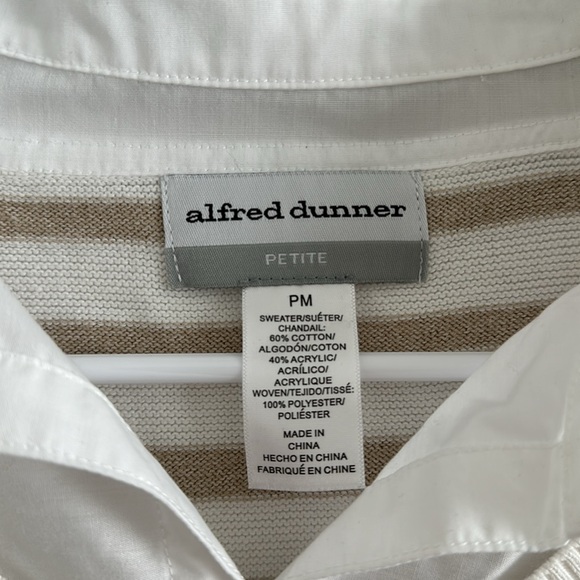 alfred dunner
PETITE
PM
SWEATER/SUÉTER/
CHANDAIL:
60% COTTON/
ALGODÓN/COTON
40% ACRYLIC/
ACRÍLICO/
ACRYLIQUE
WOVEN/TEJIDO/TISSÉ:
100% POLYESTER/
POLIÉSTER
MADE IN
CHINA
HECHO EN CHINA
FABRIQUÉ EN CHINE